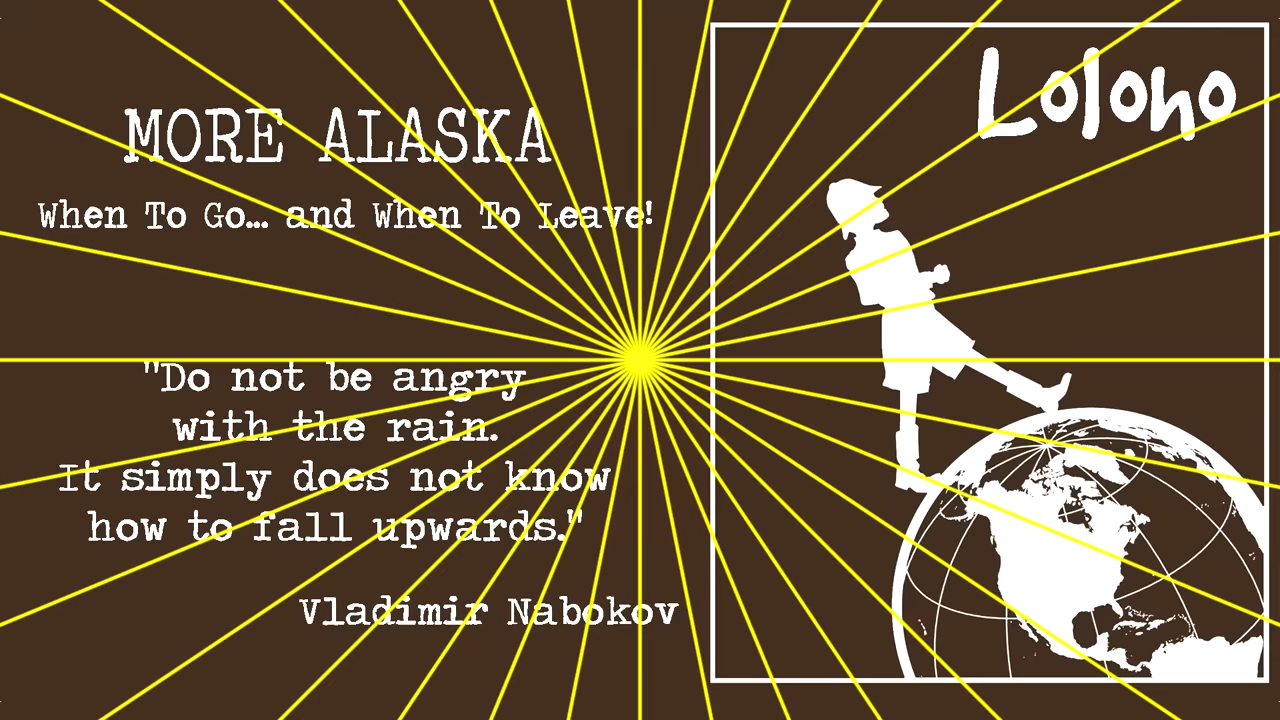 MORE ALASKA
When To Go... and When To Leave!
"Do not be angry
with the rain.
It simply does not know
how to fall upwards."
Vladimir Nabokov
Loloho